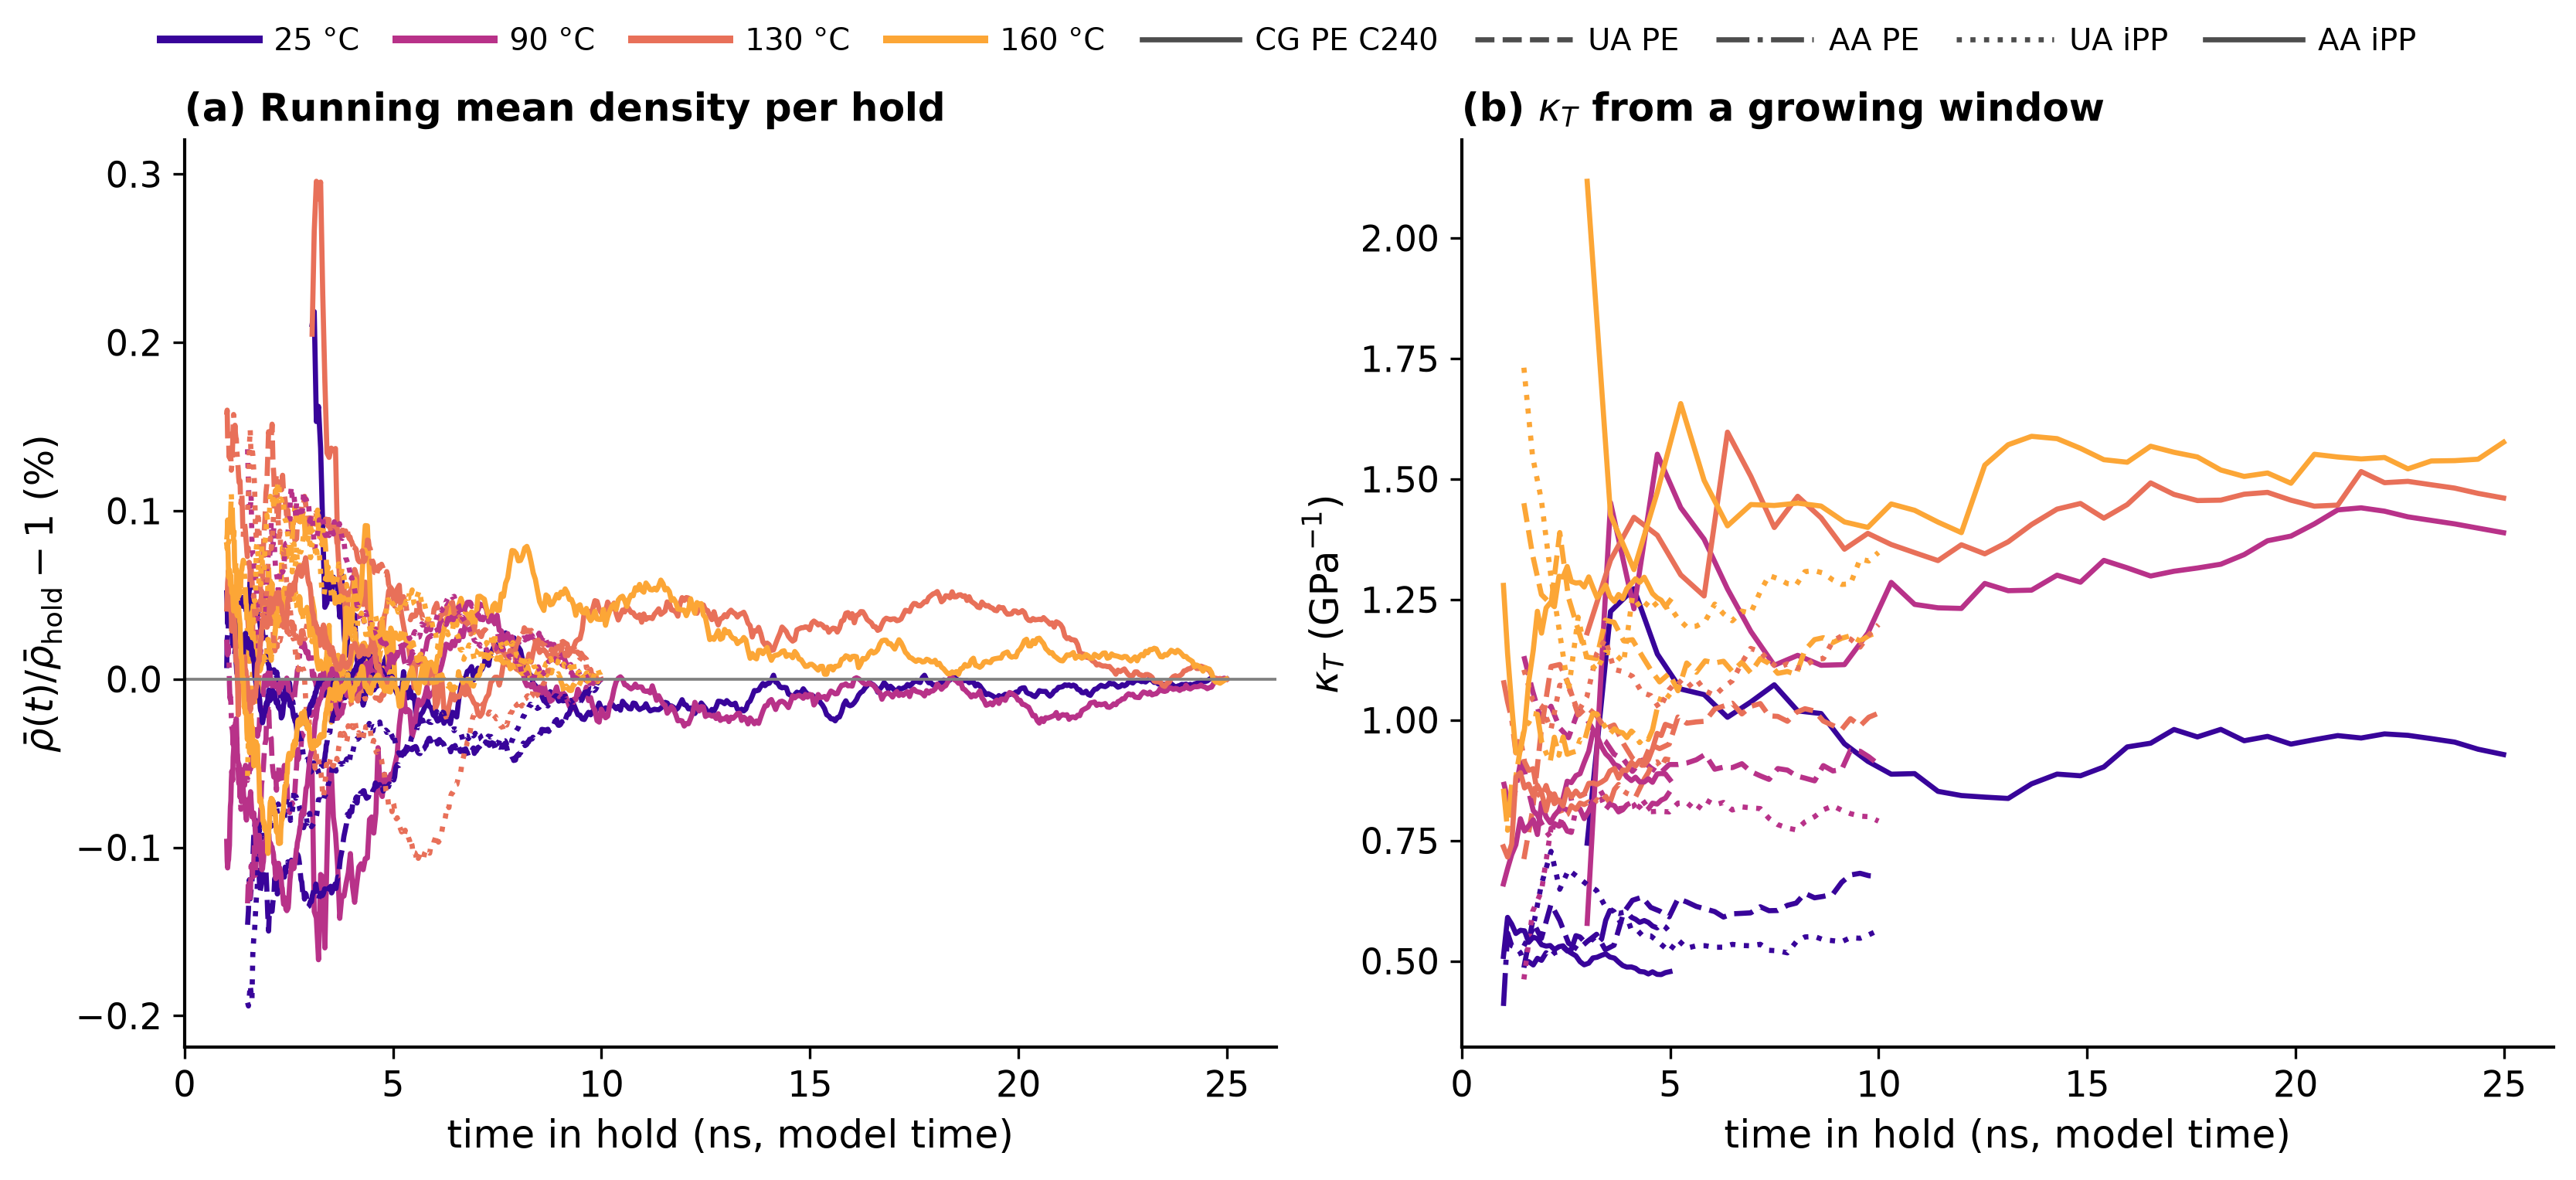 25 °C 90 °C 130 °C 160 °C CG PE C240 UA PE AA PE UA iPP AA iPP
(a) Running mean density per hold
0.3
0.2
0.1
0.0
−0.1
−0.2
ρ̄(t)/ρ̄hold − 1 (%)
0 5 10 15 20 25
time in hold (ns, model time)
(b) κT from a growing window
2.00
1.75
1.50
1.25
1.00
0.75
0.50
κT (GPa⁻¹)
0 5 10 15 20 25
time in hold (ns, model time)